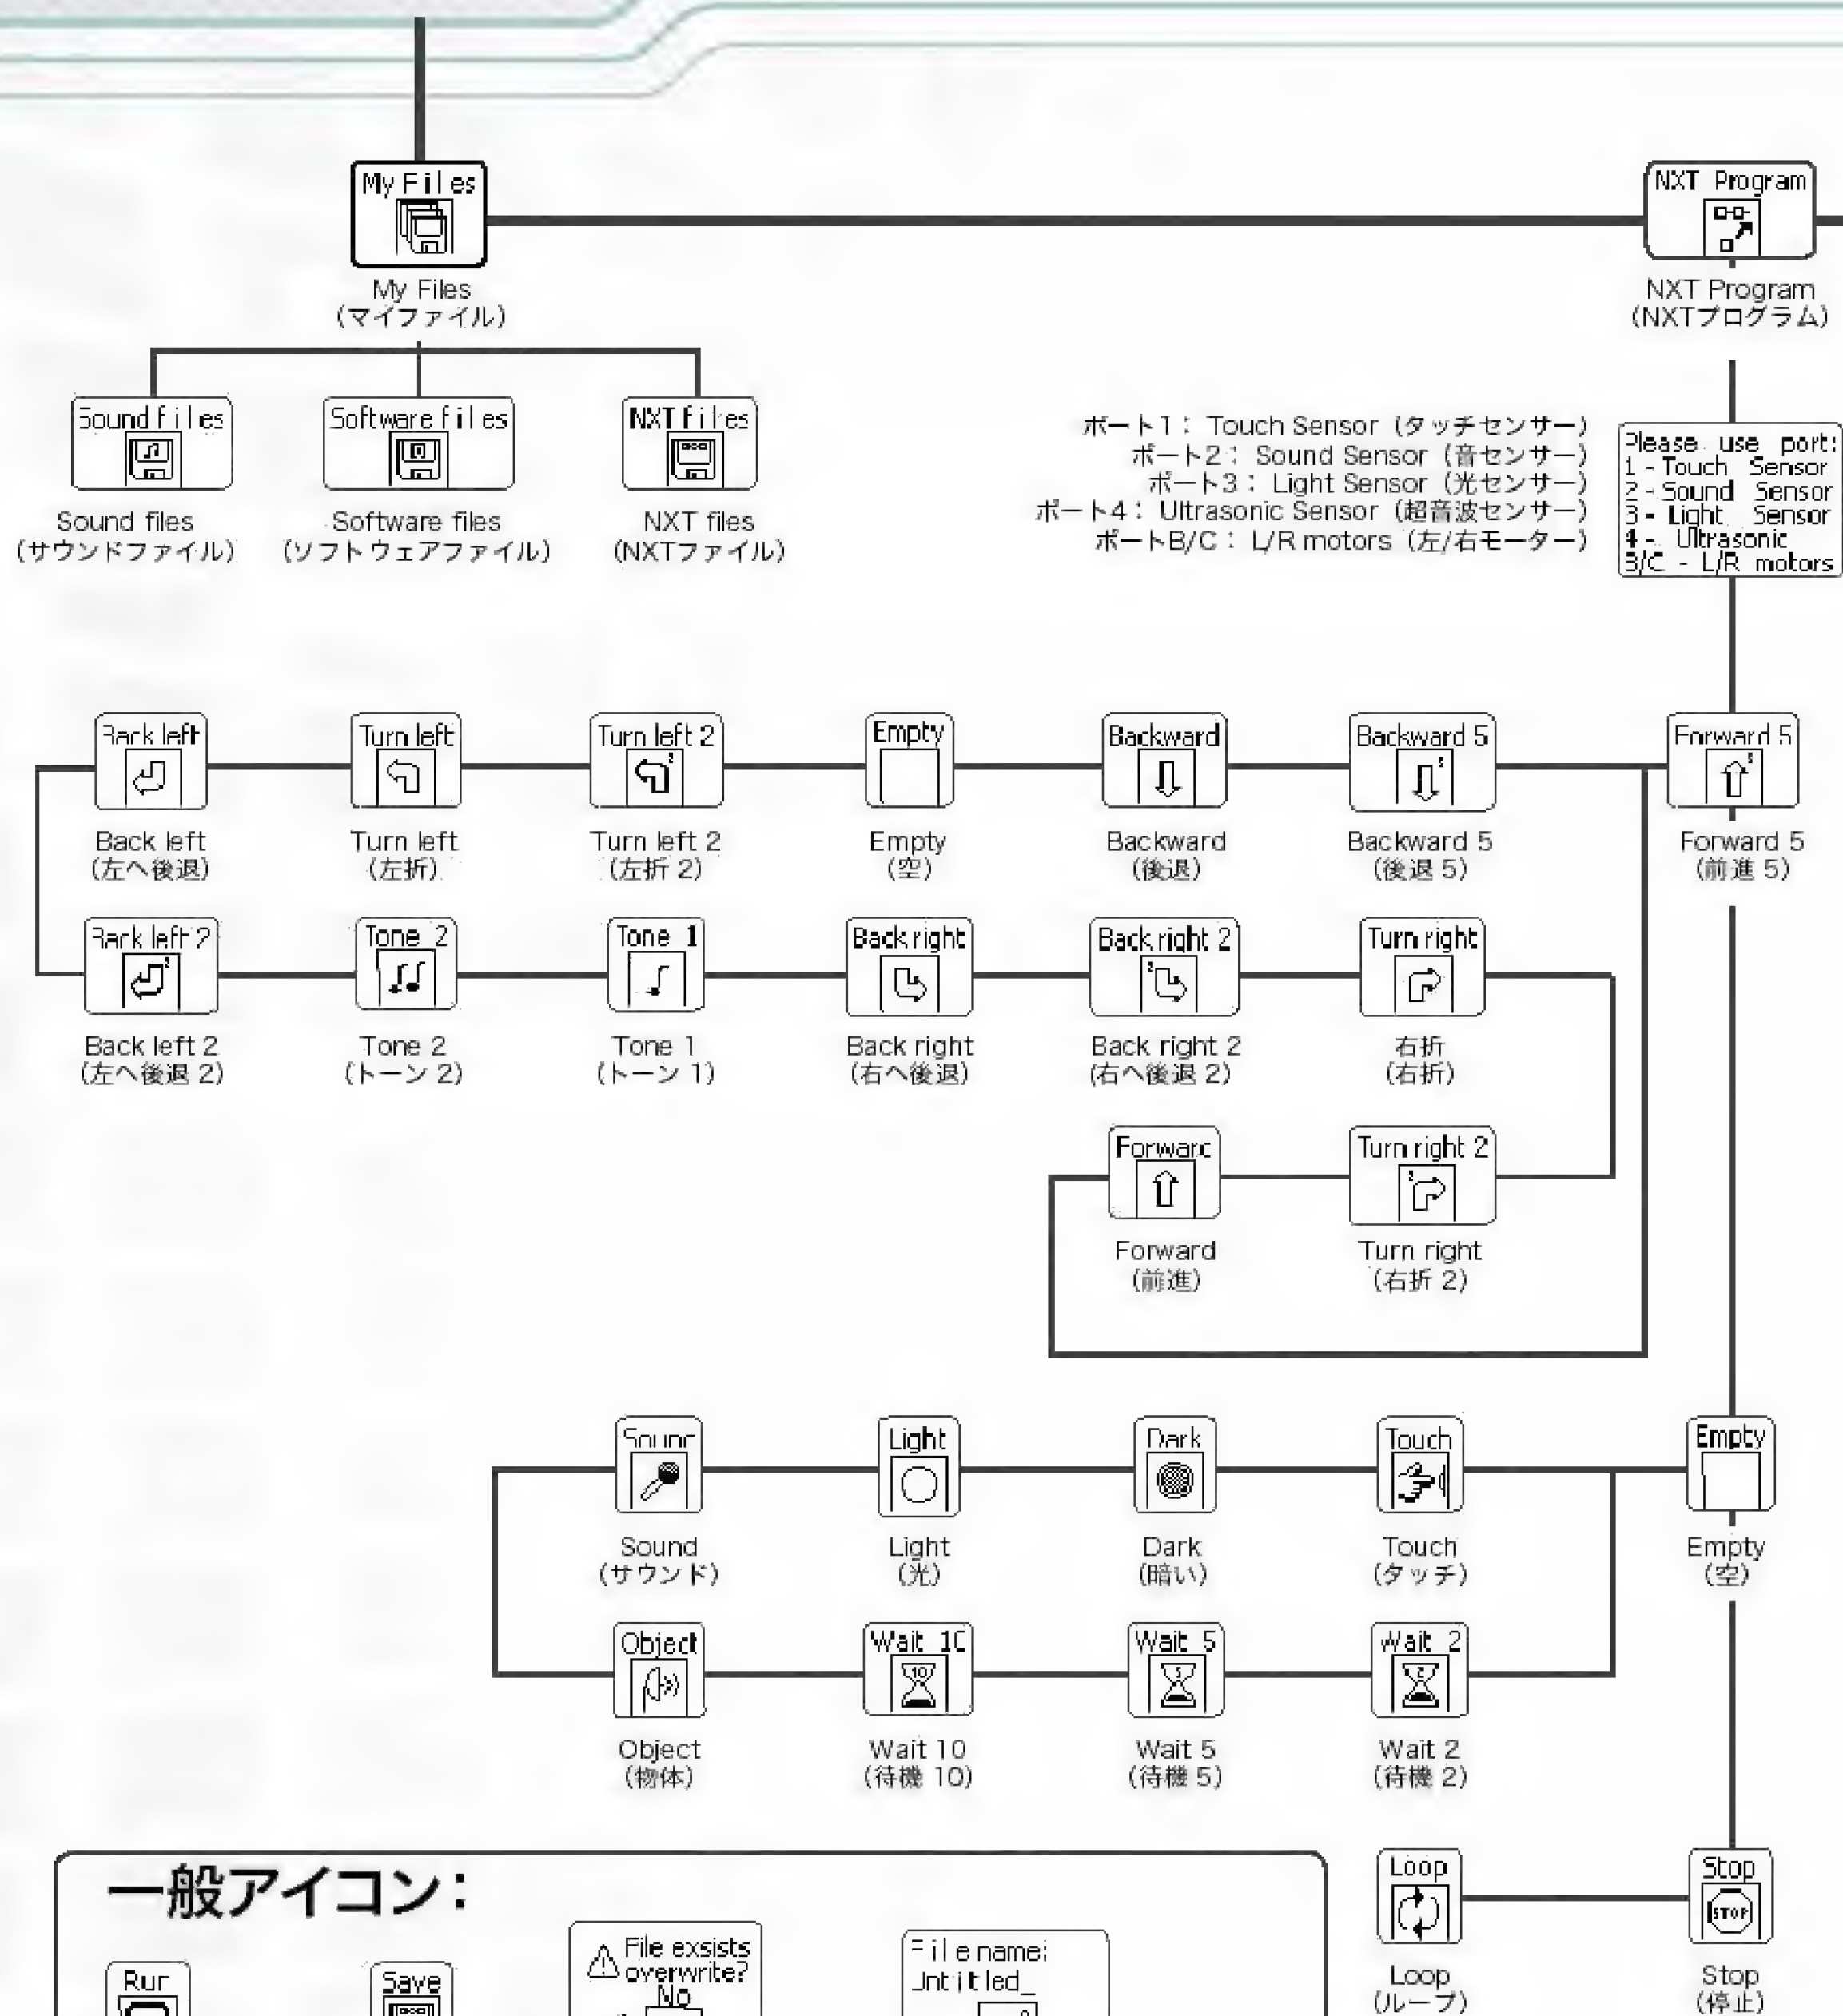 My Files
My Files
(マイファイル)
NXT Program
NXT Program
(NXTプログラム)
Sound files
Sound files
(サウンドファイル)
Software files
Software files
(ソフトウェアファイル)
NXT files
NXT files
(NXTファイル)
ポート1： Touch Sensor (タッチセンサー)
ポート2： Sound Sensor (音センサー)
ポート3： Light Sensor (光センサー)
ポート4： Ultrasonic Sensor (超音波センサー)
ポートB/C： L/R motors (左/右モーター)
Please use port:
1 - Touch Sensor
2 - Sound Sensor
3 - Light Sensor
4 - Ultrasonic
B/C - L/R motors
Back left
Back left
(左へ後退)
Turn left
Turn left
(左折)
Turn left 2
Turn left 2
(左折 2)
Empty
Empty
(空)
Backward
Backward
(後退)
Backward 5
Backward 5
(後退 5)
Forward 5
Forward 5
(前進 5)
Back left 2
Back left 2
(左へ後退 2)
Tone 2
Tone 2
(トーン 2)
Tone 1
Tone 1
(トーン 1)
Back right
Back right
(右へ後退)
Back right 2
Back right 2
(右へ後退 2)
Turn right
右折
(右折)
Forward
Forward
(前進)
Turn right 2
Turn right
(右折 2)
Sound
Sound
(サウンド)
Light
Light
(光)
Dark
Dark
(暗い)
Touch
Touch
(タッチ)
Empty
Empty
(空)
Object
Object
(物体)
Wait 10
10
Wait 10
(待機 10)
Wait 5
5
Wait 5
(待機 5)
Wait 2
2
Wait 2
(待機 2)
Loop
Loop
(ループ)
Stop
STOP
Stop
(停止)
一般アイコン：
Run
Save
File exsists
overwrite?
No
File name:
Untitled_